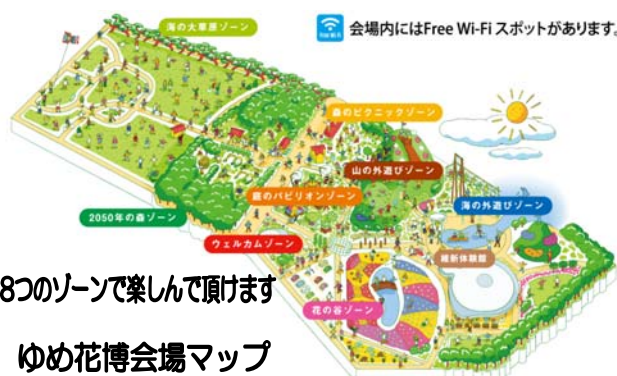 海の大草原ゾーン
会場内にはFree Wi-Fi スポットがあります。
森のピクニックゾーン
山の外遊びゾーン
庭のパビリオンゾーン
海の外遊びゾーン
2050年の森ゾーン
ウェルカムゾーン
維新体験館
8つのゾーンで楽しんで頂けます
花の谷ゾーン
ゆめ花博会場マップ